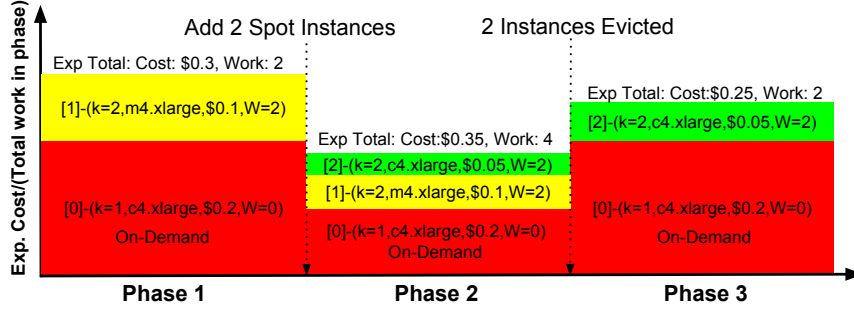 Add 2 Spot Instances
2 Instances Evicted
Exp. Cost/(Total work in phase)
Exp Total: Cost: $0.3, Work: 2
[1]-(k=2,m4.xlarge,$0.1,W=2)
[0]-(k=1,c4.xlarge,$0.2,W=0)
On-Demand
Exp Total: Cost:$0.35, Work: 4
[2]-(k=2,c4.xlarge,$0.05,W=2)
[1]-(k=2,m4.xlarge,$0.1,W=2)
[0]-(k=1,c4.xlarge,$0.2,W=0)
On-Demand
Exp Total: Cost:$0.25, Work: 2
[2]-(k=2,c4.xlarge,$0.05,W=2)
[0]-(k=1,c4.xlarge,$0.2,W=0)
On-Demand
Phase 1
Phase 2
Phase 3